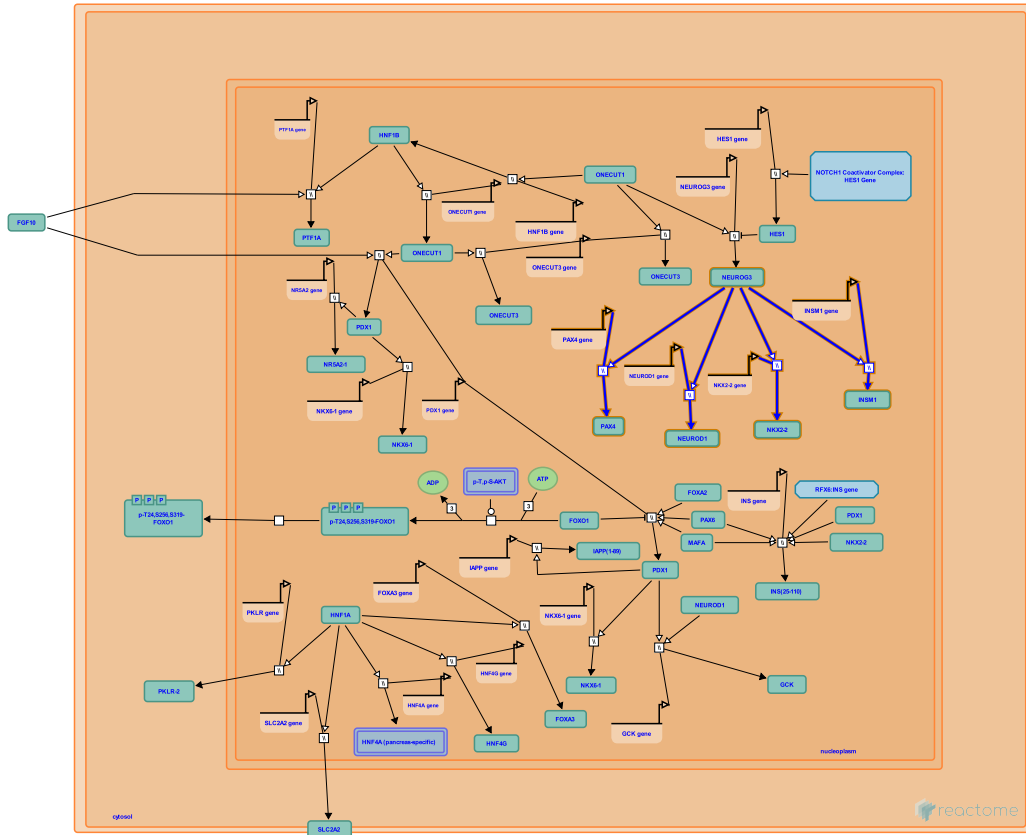 PTF1A gene
HNF1B
HES1 gene
NOTCH1 Coactivator Complex:
HES1 Gene
ONECUT1
NEUROG3 gene
ONECUT1 gene
FGF10
PTF1A
HNF1B gene
HES1
ONECUT1
ONECUT3 gene
ONECUT3
NEUROG3
NR5A2 gene
INSM1 gene
ONECUT3
PDX1
PAX4 gene
NR5A2-1
NEUROD1 gene
NKX2-2 gene
INSM1
NKX6-1 gene
PDX1 gene
PAX4
NEUROD1
NKX2-2
NKX6-1
ADP
p-T,p-S-AKT
ATP
FOXA2
INS gene
RFX6:INS gene
P P P
p-T24,S256,S319-
FOXO1
P P P
p-T24,S256,S319-FOXO1
3
3
FOXO1
PAX6
PDX1
MAFA
NKX2-2
IAPP gene
IAPP(1-89)
PDX1
FOXA3 gene
INS(25-110)
PKLR gene
HNF1A
NKX6-1 gene
NEUROD1
HNF4G gene
PKLR-2
NKX6-1
GCK
HNF4A gene
SLC2A2 gene
FOXA3
GCK gene
HNF4A (pancreas-specific)
HNF4G
nucleoplasm
cytosol
SLC2A2
reactome